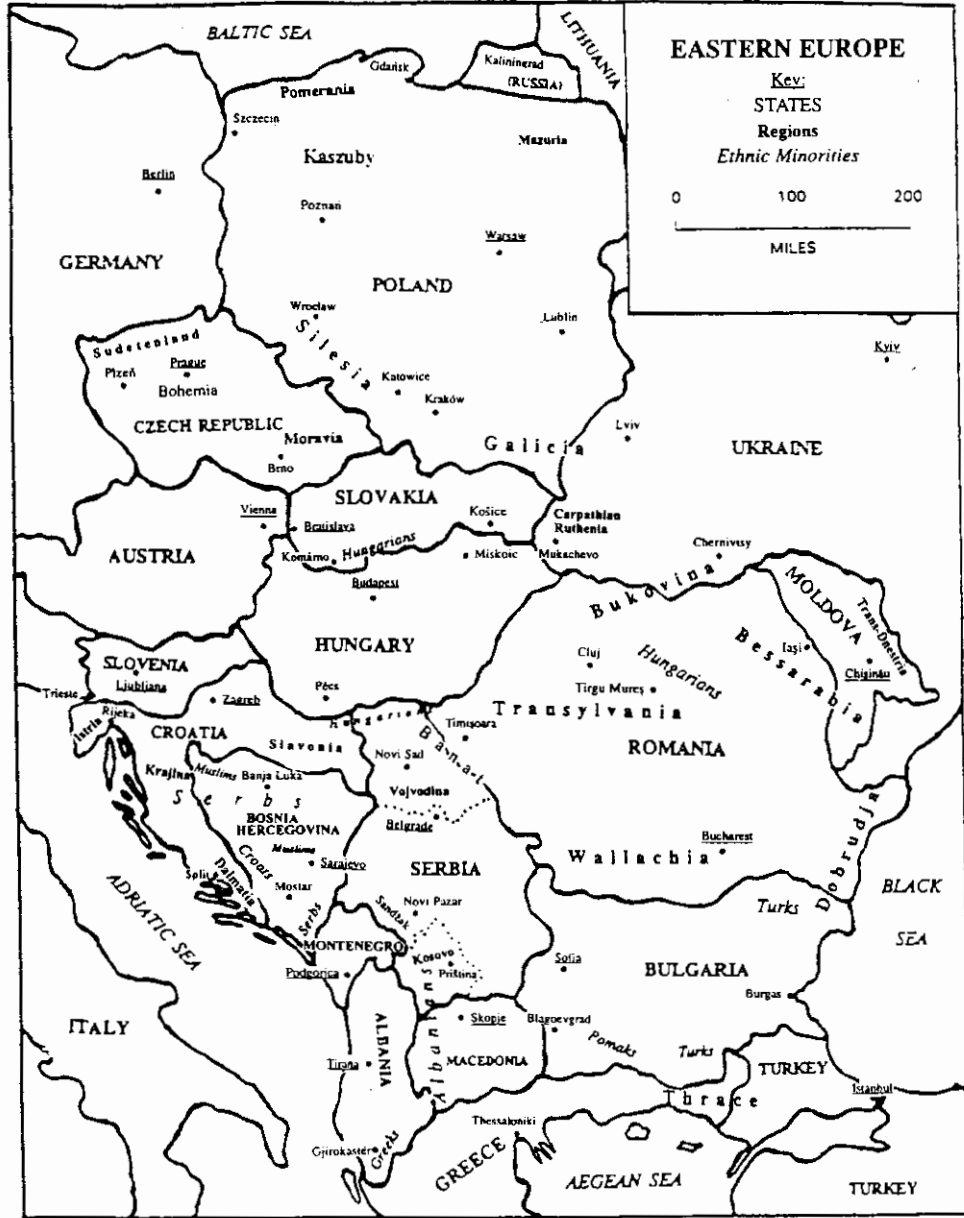 BALTIC SEA
LITHUANIA
Gdańsk
Kaliningrad
(RUSSIA)
Pomerania
Szczecin
Mazuria
Kaszuby
Berlin
Poznań
Warsaw
GERMANY
POLAND
Wrocław
Silesia
Lublin
EASTERN EUROPE
Key:
STATES
Regions
Ethnic Minorities
0 100 200
MILES
Sudetenland
Plzeń
Prague
Bohemia
Katowice
Kraków
Kyiv
CZECH REPUBLIC
Moravia
Brno
Galicia
Lviv
UKRAINE
SLOVAKIA
Vienna
Bratislava
Košice
Carpathian
Ruthenia
AUSTRIA
Komárno
Hungarians
Miskolc
Mukachevo
Chernivtsy
Budapest
Bukovina
MOLDOVA
Trans-Dnestria
HUNGARY
Bessarabia
Iaşi
Chişinău
SLOVENIA
Ljubljana
Cluj
Hungarians
Tirgu Mureş
Trieste
Rijeka
Zagreb
Pécs
Transylvania
Istria
CROATIA
Hungarians
Timişoara
Banat
ROMANIA
Slavonia
Novi Sad
Krajina
Muslims
Banja Luka
Vojvodina
Serbs
BOSNIA
HERCEGOVINA
Belgrade
Muslims
Bucharest
Dobrudja
Croats
Sarajevo
SERBIA
Wallachia
Split
Dalmatia
Mostar
Serbs
Novi Pazar
Sandžak
Turks
BLACK
SEA
ADRIATIC SEA
MONTENEGRO
Kosovo
Priština
Sofia
BULGARIA
Podgorica
Burgas
ITALY
ALBANIA
Albanians
Skopje
Blagoevgrad
Tirana
MACEDONIA
Pomaks
Turks
TURKEY
Thrace
Istanbul
Thessaloniki
Gjirokastër
Greeks
GREECE
AEGEAN SEA
TURKEY